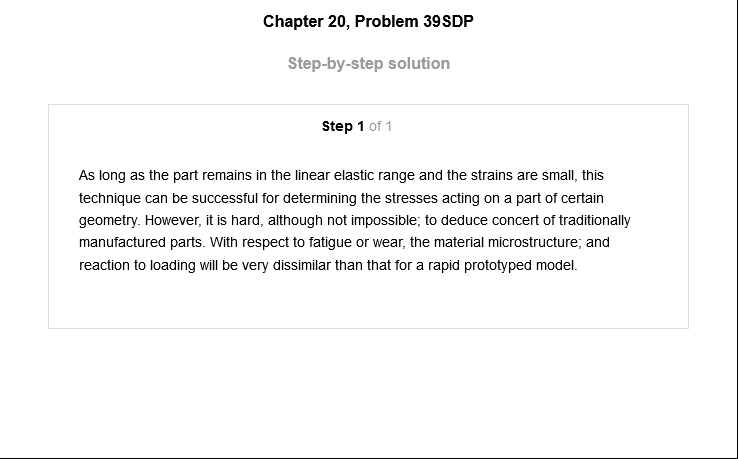 Chapter 20, Problem 39SDP
Step-by-step solution
Step 1 of 1
As long as the part remains in the linear elastic range and the strains are small, this
technique can be successful for determining the stresses acting on a part of certain
geometry. However, it is hard, although not impossible; to deduce concert of traditionally
manufactured parts. With respect to fatigue or wear, the material microstructure; and
reaction to loading will be very dissimilar than that for a rapid prototyped model.